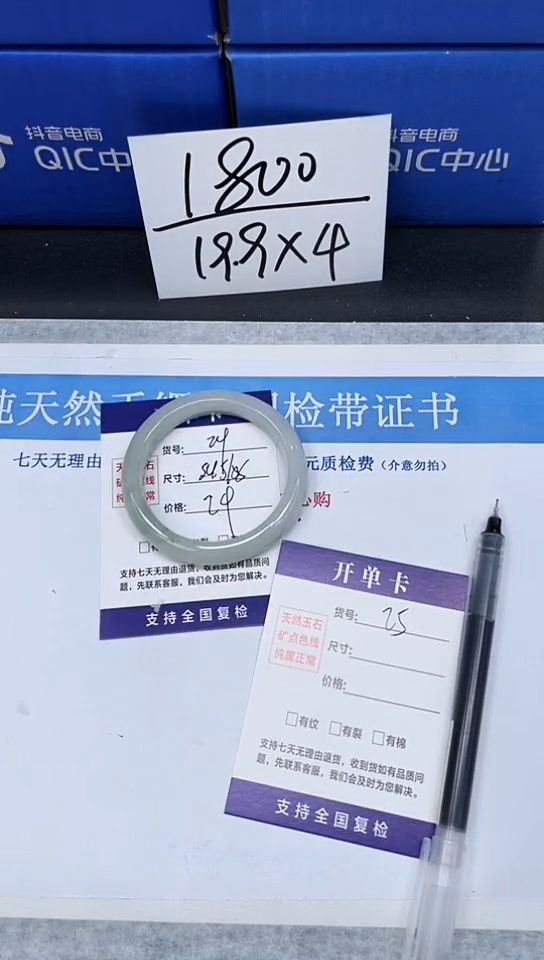 抖音电商
QIC中
抖音电商
QIC中心
1800
199×4
纯天然
检带证书
七天无理由
元质检费（介意勿拍）
心购
货号: 24
尺寸:
价格: 24
支持七天无理由退货，收到货如有品质问
题，先联系客服，我们会及时为您解决。
支持全国复检
开单卡
天然玉石
矿点色线
纯属正常
货号: 25
尺寸:
价格:
□有纹 □有裂 □有棉
支持七天无理由退货，收到货如有品质问
题，先联系客服，我们会及时为您解决。
支持全国复检